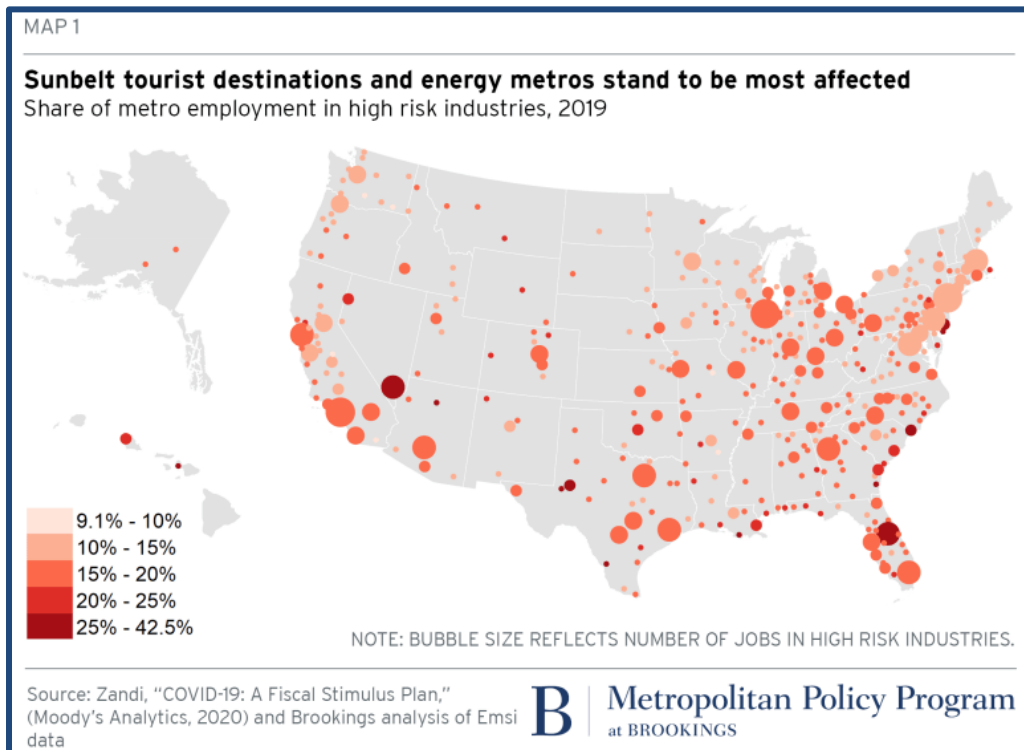 MAP 1
Sunbelt tourist destinations and energy metros stand to be most affected
Share of metro employment in high risk industries, 2019
9.1% - 10%
10% - 15%
15% - 20%
20% - 25%
25% - 42.5%
NOTE: BUBBLE SIZE REFLECTS NUMBER OF JOBS IN HIGH RISK INDUSTRIES.
Source: Zandi, “COVID-19: A Fiscal Stimulus Plan,”
(Moody’s Analytics, 2020) and Brookings analysis of Emsi
data
B
Metropolitan Policy Program
at BROOKINGS